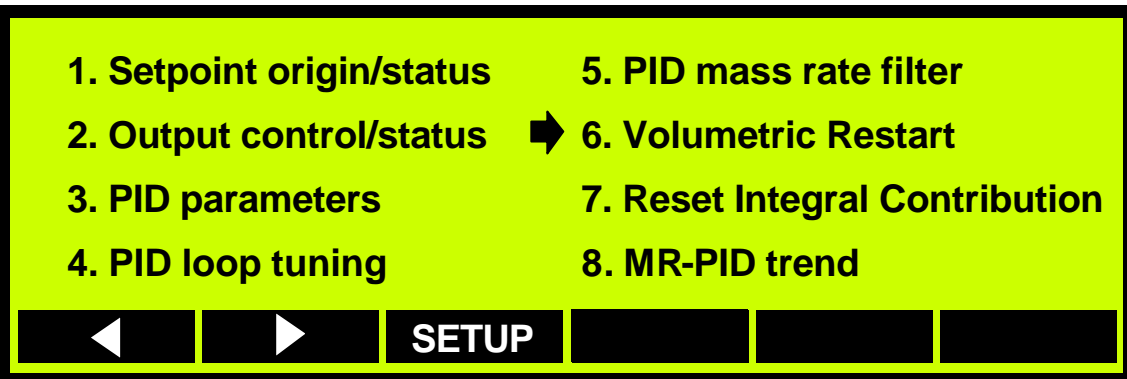 1. Setpoint origin/status
2. Output control/status
3. PID parameters
4. PID loop tuning
5. PID mass rate filter
6. Volumetric Restart
7. Reset Integral Contribution
8. MR-PID trend
SETUP